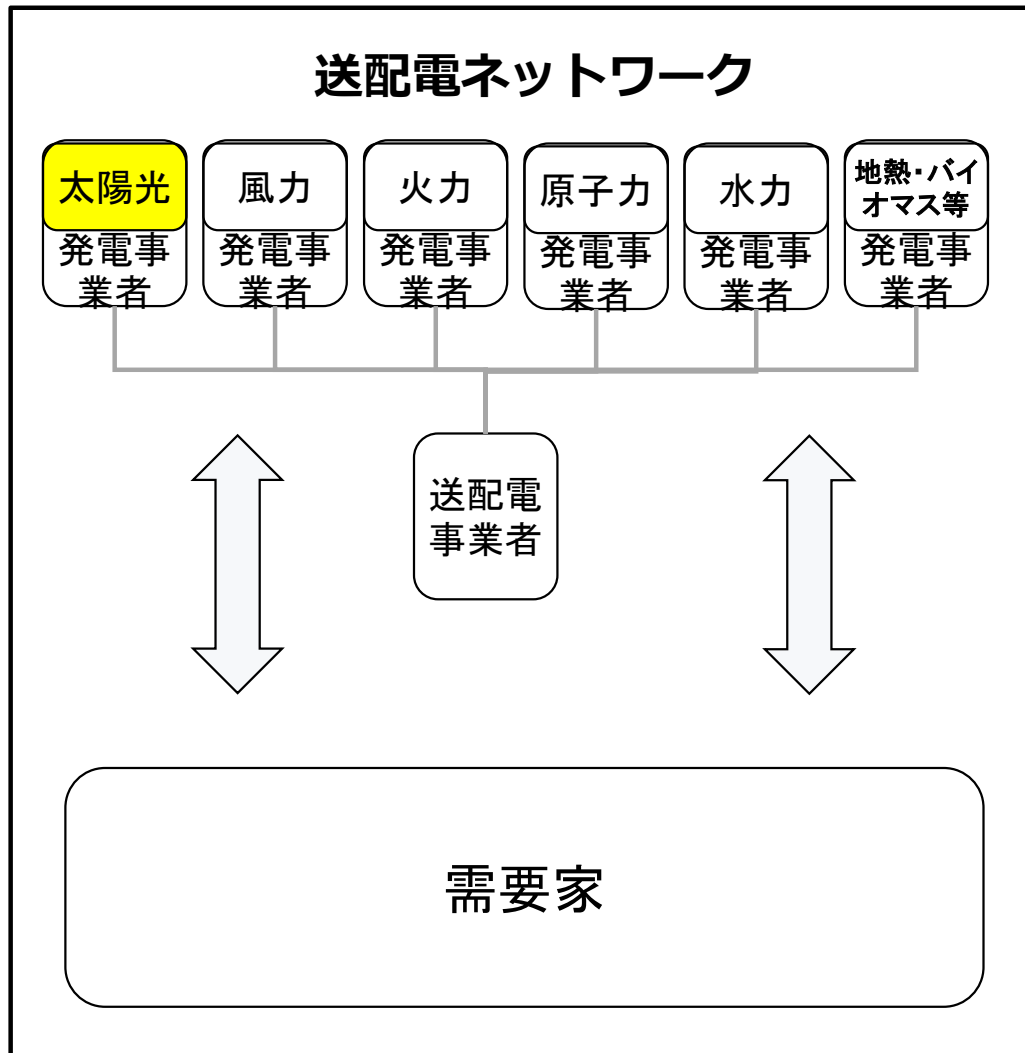 送配電ネットワーク
太陽光
発電事
業者
風力
発電事
業者
火力
発電事
業者
原子力
発電事
業者
水力
発電事
業者
地熱・バイ
オマス等
発電事
業者
送配電
事業者
需要家